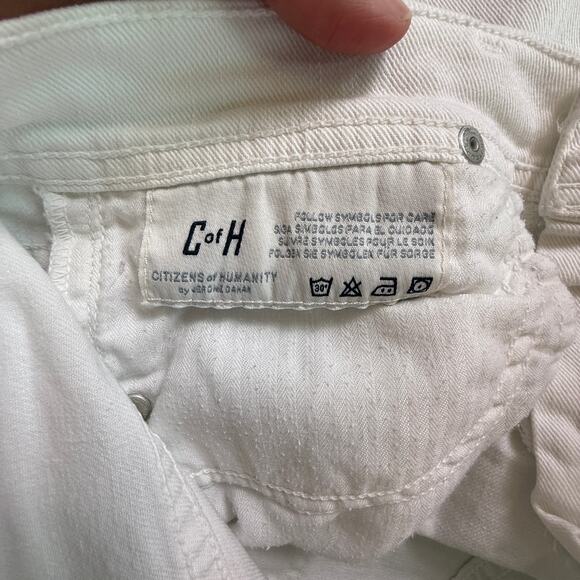 C of H
CITIZENS of HUMANITY
by JEROME DAHAN
FOLLOW SYMBOLS FOR CARE
SIGA SIMBOLOS PARA EL CUIDADO
SUIVRE SYMBOLES POUR LE SOIN
FOLGEN SIE SYMBOLEN FÜR SORGE
30°